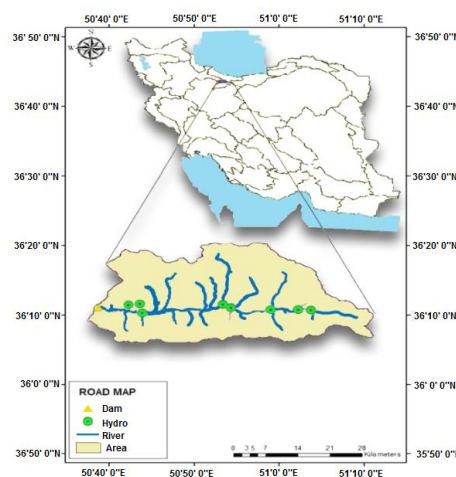 50°40' 0"E 50°50' 0"E 51°0' 0"E 51°10' 0"E
36° 50' 0"N 36°50' 0"N
N
W E
S
36°40' 0"N 36°40' 0"N
36°30' 0"N 36°30' 0"N
36°20' 0"N 36°20' 0"N
36°10' 0"N 36°10' 0"N
36°0' 0"N 36°0' 0"N
ROAD MAP
Dam
Hydro
River
Area
0 3.5 7 14 21 28
Kilometers
36°50' 0"N 35°50' 0"N
50°40' 0"E 50°50' 0"E 51°0' 0"E 51°10' 0"E